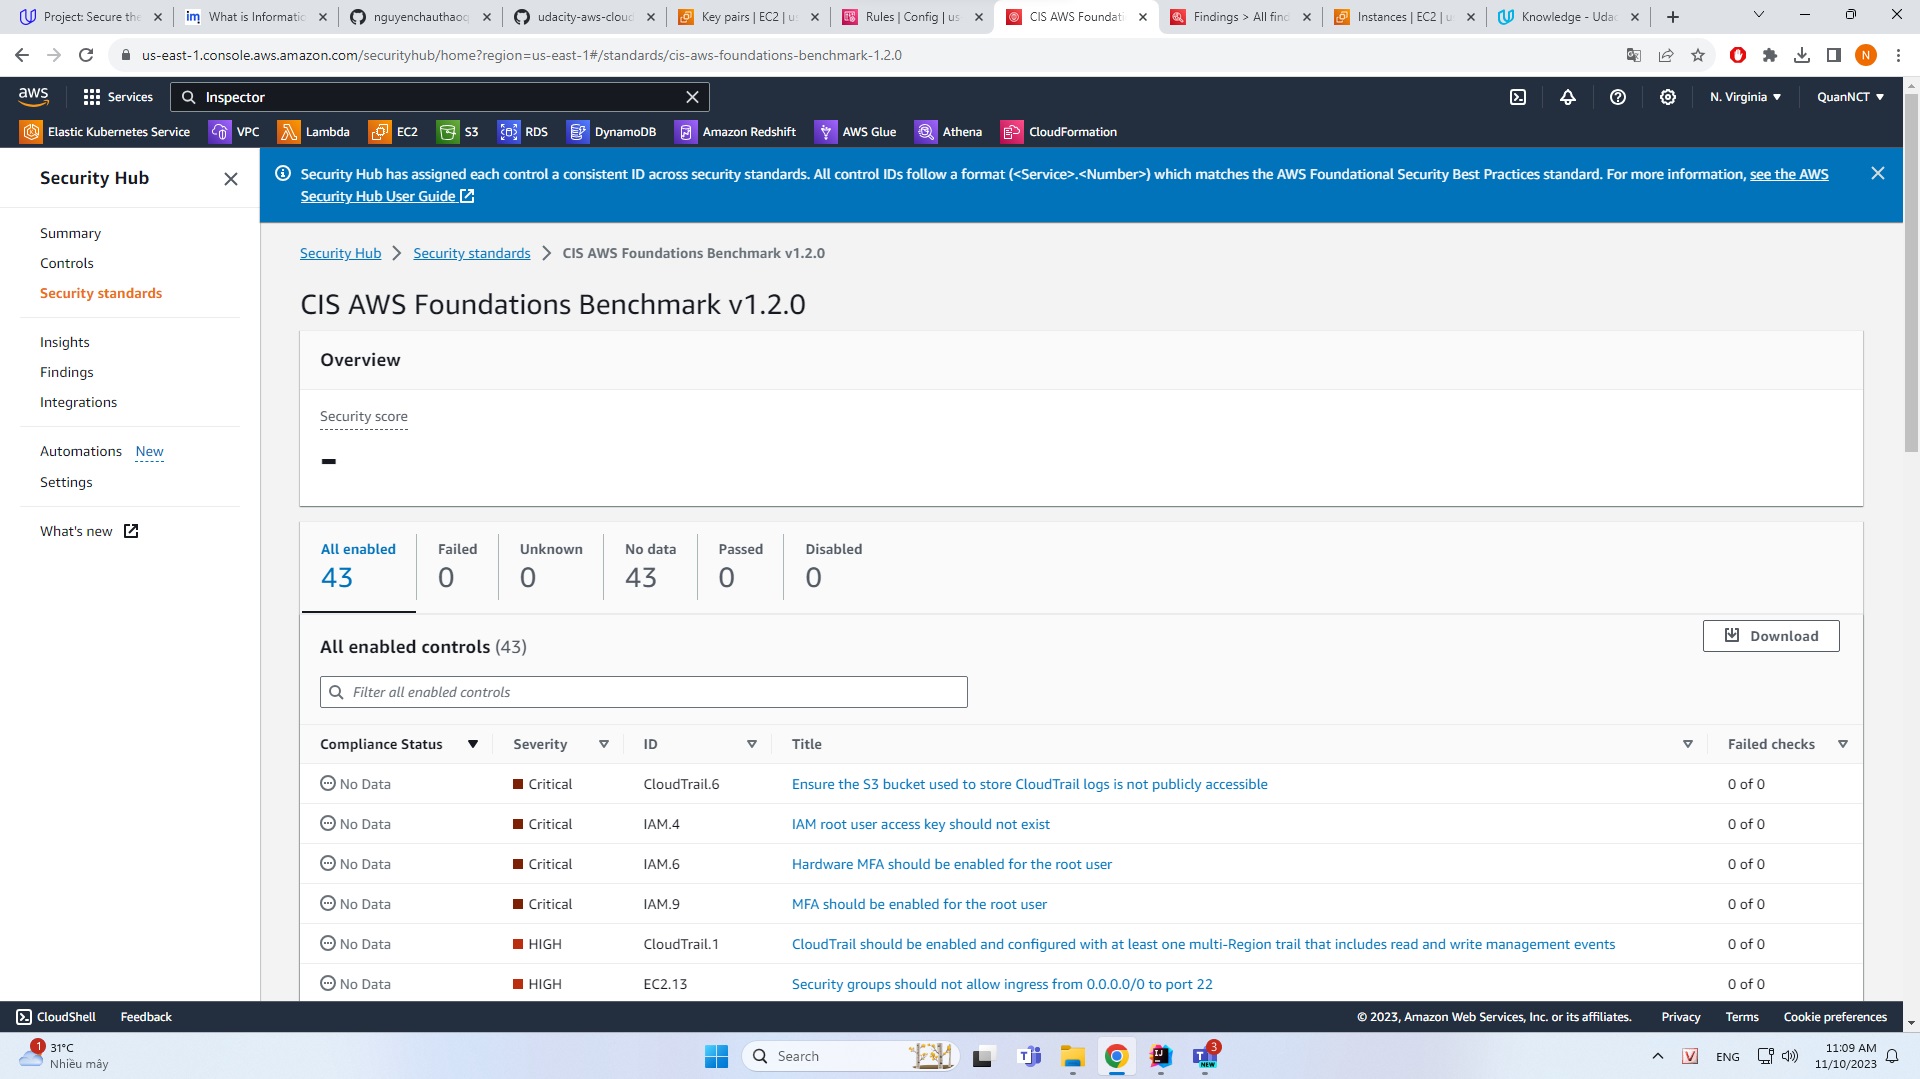 Project: Secure the
What is Informatio
nguyenchauthaoq
udacity-aws-cloud
Key pairs | EC2 | us
Rules | Config | us
CIS AWS Foundati
Findings > All find
Instances | EC2 | u
Knowledge - Udac
us-east-1.console.aws.amazon.com/securityhub/home?region=us-east-1#/standards/cis-aws-foundations-benchmark-1.2.0
N
aws
Services
Inspector
N. Virginia
QuanNCT
Elastic Kubernetes Service
VPC
Lambda
EC2
S3
RDS
DynamoDB
Amazon Redshift
AWS Glue
Athena
CloudFormation
Security Hub
Summary
Controls
Security standards
Insights
Findings
Integrations
Automations New
Settings
What's new
Security Hub has assigned each control a consistent ID across security standards. All control IDs follow a format (<Service>.<Number>) which matches the AWS Foundational Security Best Practices standard. For more information, see the AWS
Security Hub User Guide
Security Hub > Security standards > CIS AWS Foundations Benchmark v1.2.0
CIS AWS Foundations Benchmark v1.2.0
Overview
Security score
-
All enabled
43
Failed
0
Unknown
0
No data
43
Passed
0
Disabled
0
All enabled controls (43)
Download
Filter all enabled controls
Compliance Status Severity ID Title Failed checks
No Data Critical CloudTrail.6 Ensure the S3 bucket used to store CloudTrail logs is not publicly accessible 0 of 0
No Data Critical IAM.4 IAM root user access key should not exist 0 of 0
No Data Critical IAM.6 Hardware MFA should be enabled for the root user 0 of 0
No Data Critical IAM.9 MFA should be enabled for the root user 0 of 0
No Data HIGH CloudTrail.1 CloudTrail should be enabled and configured with at least one multi-Region trail that includes read and write management events 0 of 0
No Data HIGH EC2.13 Security groups should not allow ingress from 0.0.0.0/0 to port 22 0 of 0
CloudShell
Feedback
© 2023, Amazon Web Services, Inc. or its affiliates.
Privacy
Terms
Cookie preferences
1
31°C
Nhiều mây
Search
3
NEW
V
ENG
11:09 AM
11/10/2023